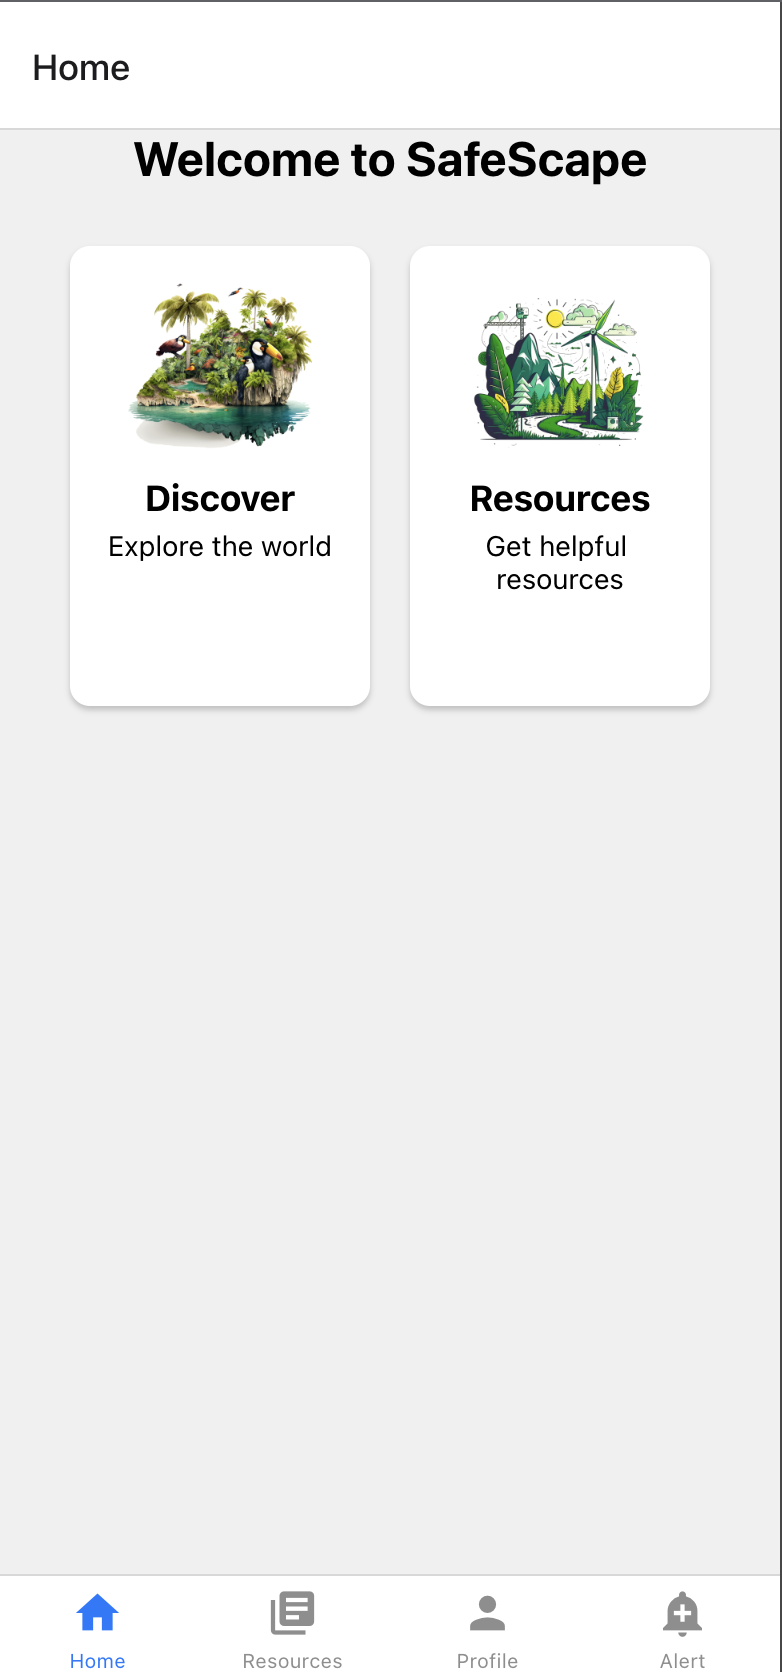 Home
Welcome to SafeScape
Discover
Explore the world
Resources
Get helpful
resources
Home
Resources
Profile
Alert